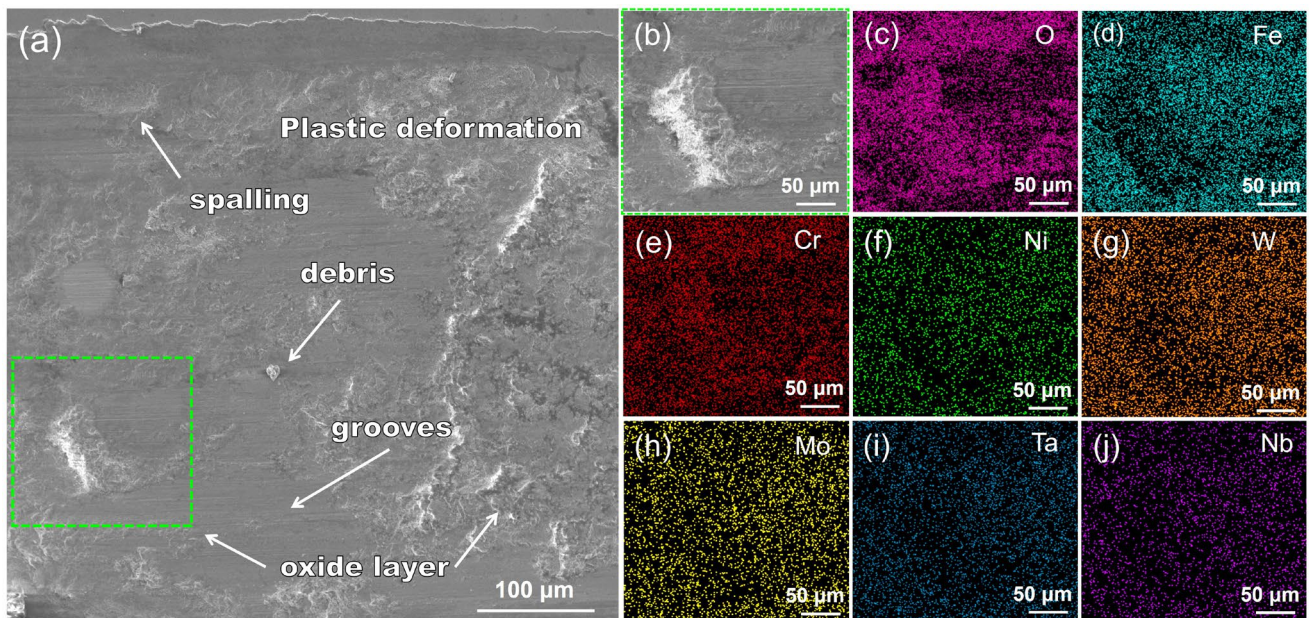 (a)
Plastic deformation
spalling
debris
grooves
oxide layer
100 μm
(b)
50 μm
(c) O
50 μm
(d) Fe
50 μm
(e) Cr
50 μm
(f) Ni
50 μm
(g) W
50 μm
(h) Mo
50 μm
(i) Ta
50 μm
(j) Nb
50 μm